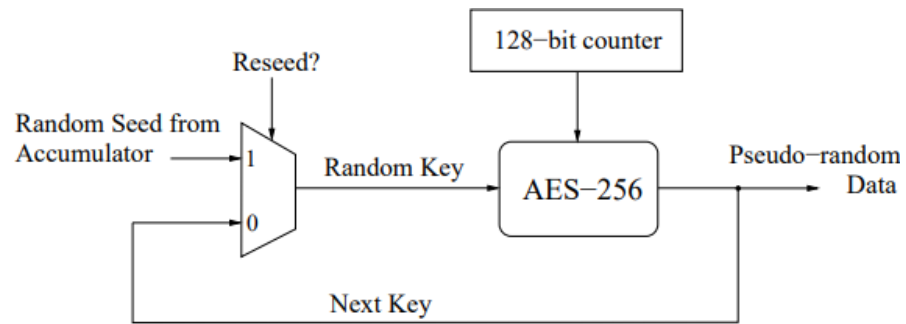 128−bit counter
Reseed?
Random Seed from
Accumulator
1
Random Key
AES−256
Pseudo−random
Data
0
Next Key